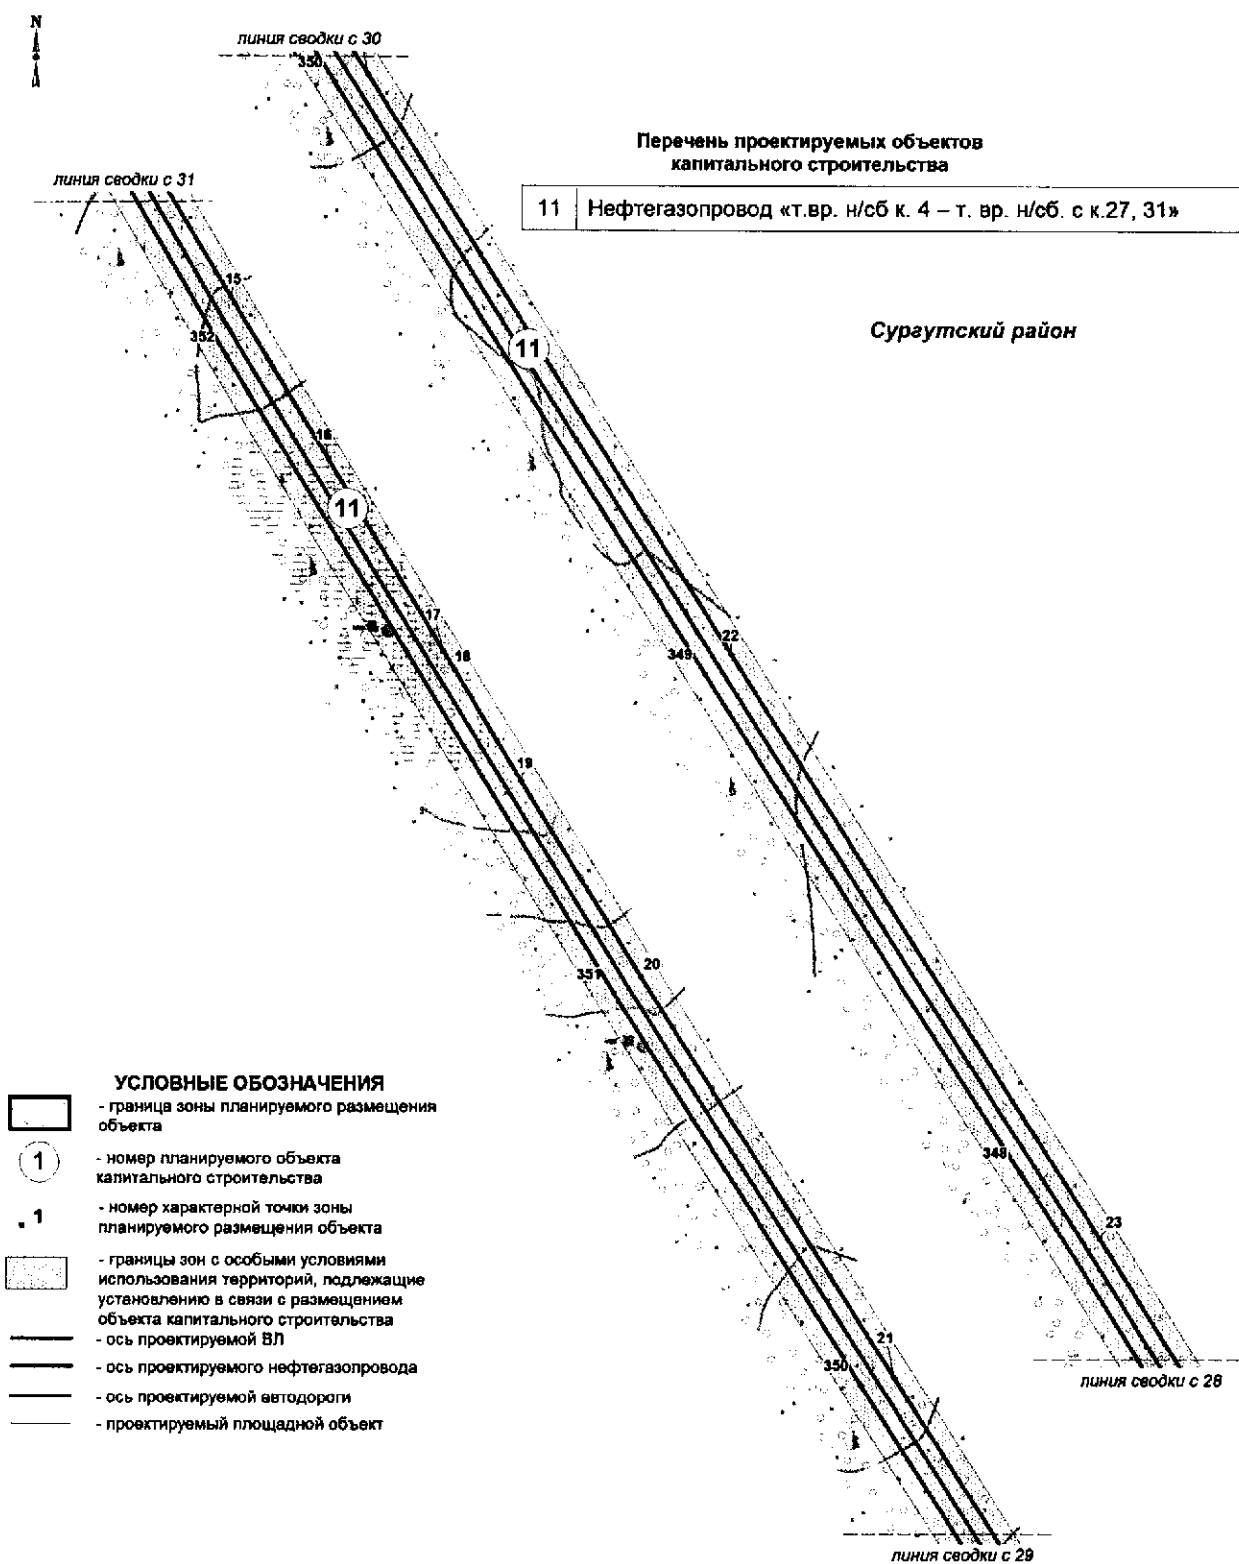 N
линия сводки с 30
350
Перечень проектируемых объектов
капитального строительства
11 Нефтегазопровод «т.вр. н/сб к. 4 – т. вр. н/сб. с к.27, 31»
линия сводки с 31
Сургутский район
15
352
11
16
11
17
18
22
349
19
20
351
УСЛОВНЫЕ ОБОЗНАЧЕНИЯ
- граница зоны планируемого размещения
объекта
1
- номер планируемого объекта
капитального строительства
1
- номер характерной точки зоны
планируемого размещения объекта
- границы зон с особыми условиями
использования территорий, подлежащие
установлению в связи с размещением
объекта капитального строительства
- ось проектируемой ВЛ
- ось проектируемого нефтегазопровода
- ось проектируемой автодороги
- проектируемый площадной объект
348
23
21
350
линия сводки с 28
линия сводки с 29